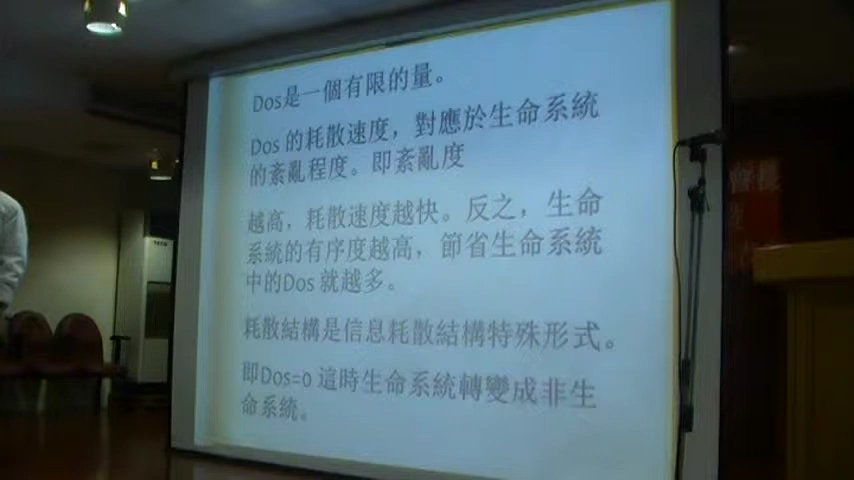 Dos是一個有限的量。
Dos 的耗散速度，對應於生命系統
的紊亂程度。即紊亂度
越高，耗散速度越快。反之，生命
系統的有序度越高，節省生命系統
中的Dos 就越多。
耗散結構是信息耗散結構特殊形式。
即Dos=0 這時生命系統轉變成非生
命系統。